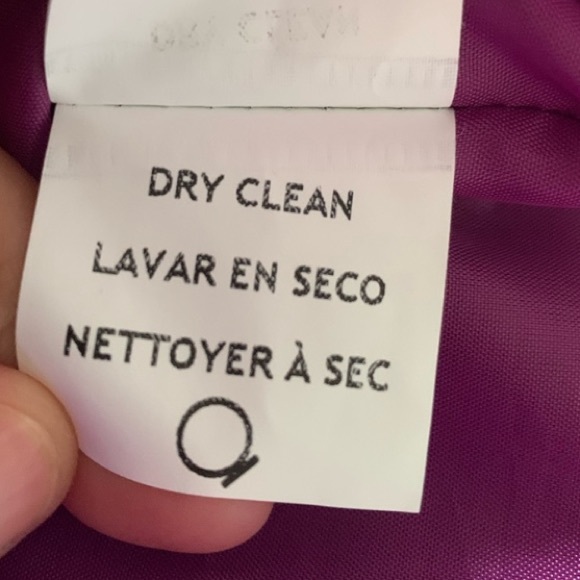 DRY CLEAN
LAVAR EN SECO
NETTOYER À SEC